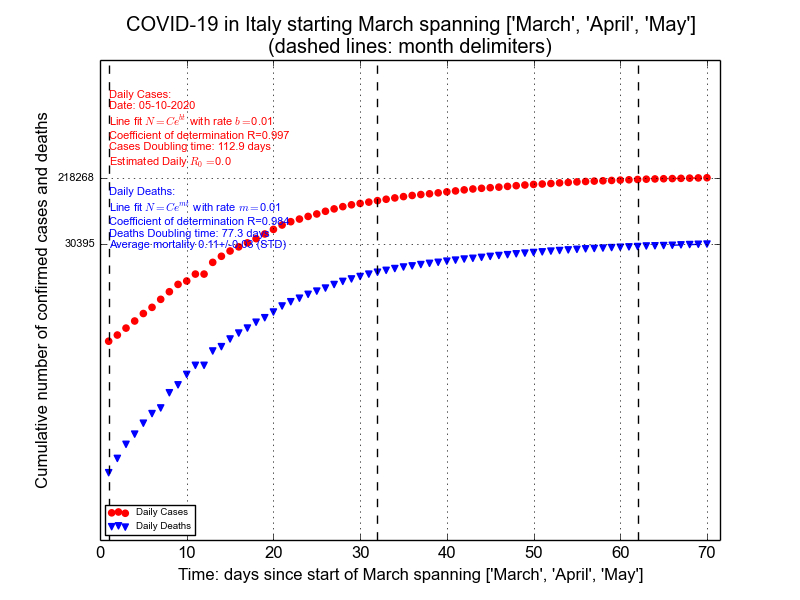 COVID-19 in Italy starting March spanning ['March', 'April', 'May']
(dashed lines: month delimiters)
Daily Cases:
Date: 05-10-2020
Line fit N=Ce^{bt} with rate b=0.01
Coefficient of determination R=0.997
Cases Doubling time: 112.9 days
Estimated Daily R_0 =0.0
218268
Daily Deaths:
Line fit N=Ce^{mt} with rate m=0.01
Coefficient of determination R=0.984
Deaths Doubling time: 77.3 days
30395
Average mortality 0.11+/-0.03 (STD)
Cumulative number of confirmed cases and deaths
Daily Cases
Daily Deaths
0 10 20 30 40 50 60 70
Time: days since start of March spanning ['March', 'April', 'May']